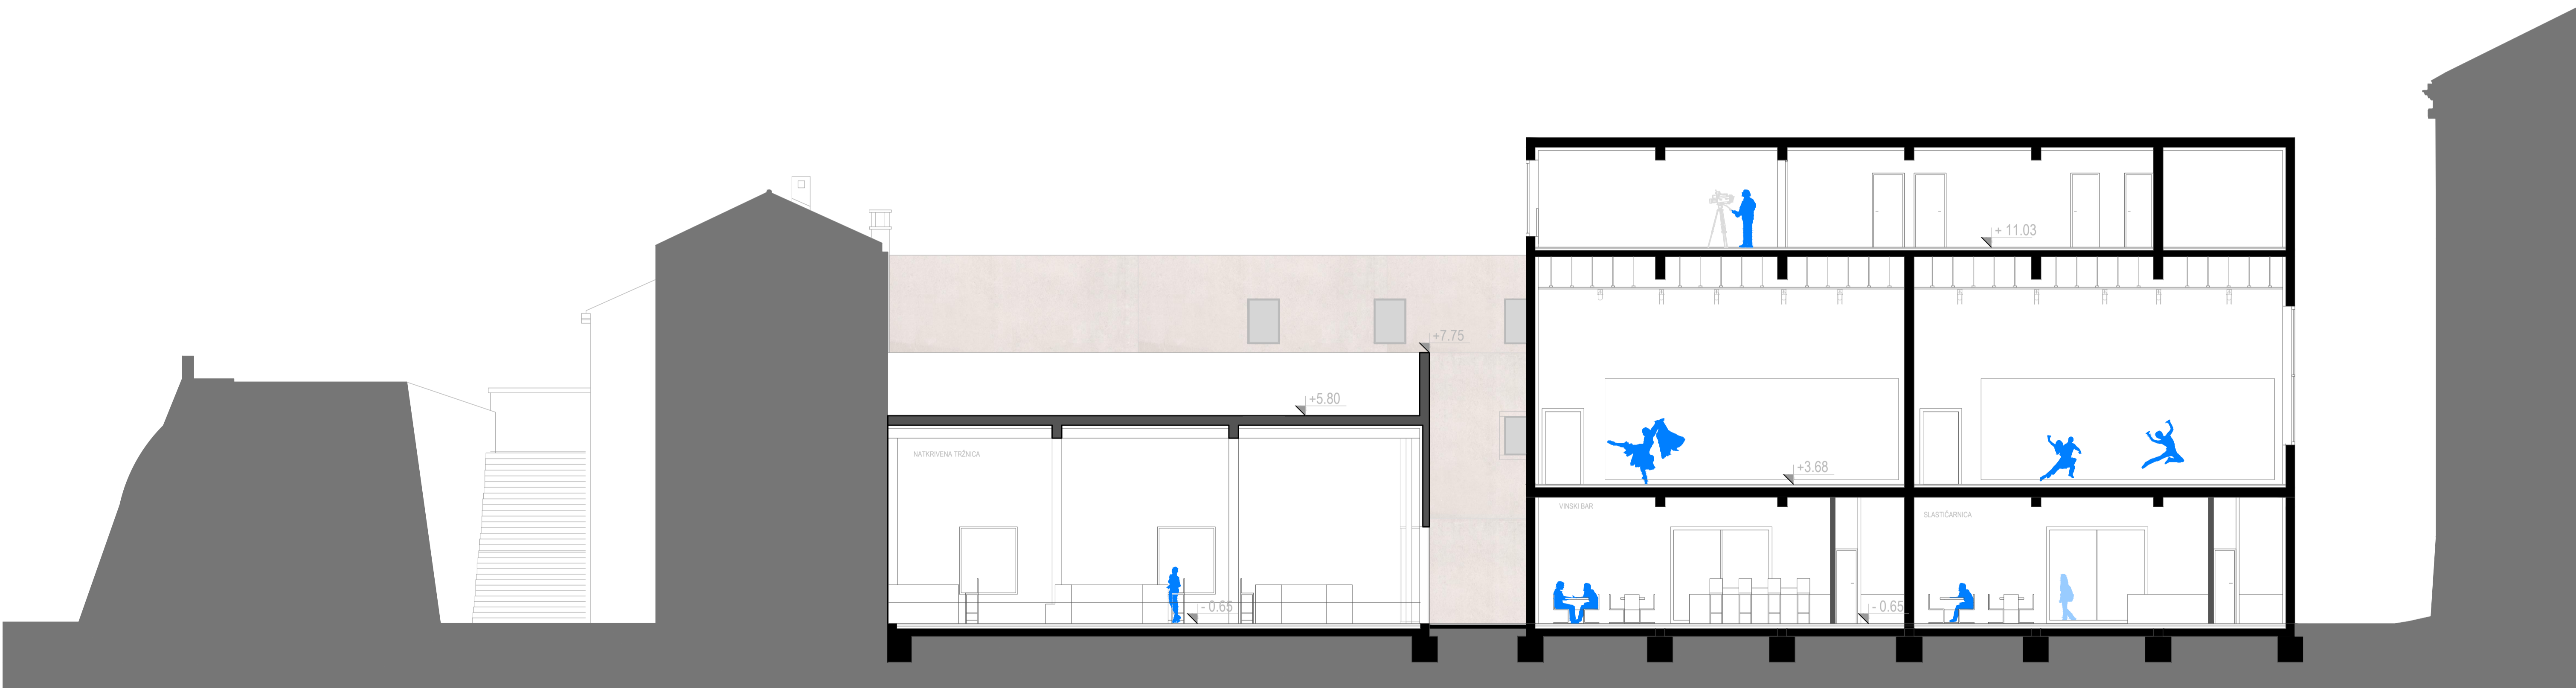 + 11.03
+7.75
+5.80
NATKRIVENA TRŽNICA
+3.68
VINSKI BAR
SLASTIČARNICA
- 0.65
- 0.65